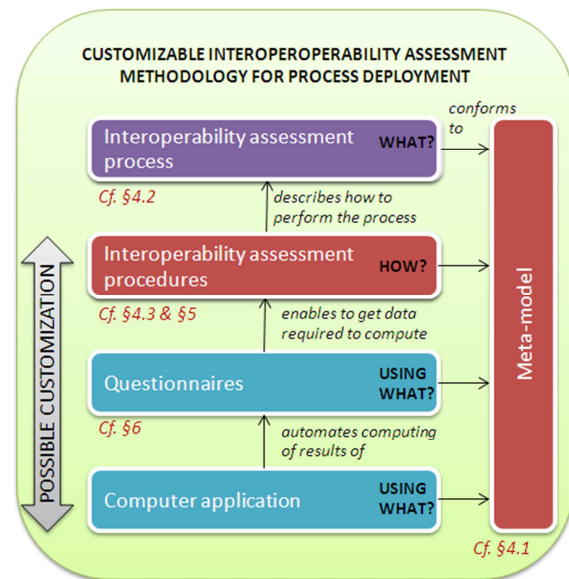 CUSTOMIZABLE INTEROPEROPERABILITY ASSESSMENT
METHODOLOGY FOR PROCESS DEPLOYMENT
conforms
to
Interoperability assessment
process
WHAT?
Cf. §4.2
describes how to
perform the process
Interoperability assessment
procedures
HOW?
Cf. §4.3 & §5
enables to get data
required to compute
Questionnaires
USING
WHAT?
Cf. §6
automates computing
of results of
Computer application
USING
WHAT?
Cf. §4.1
POSSIBLE CUSTOMIZATION
Meta-model